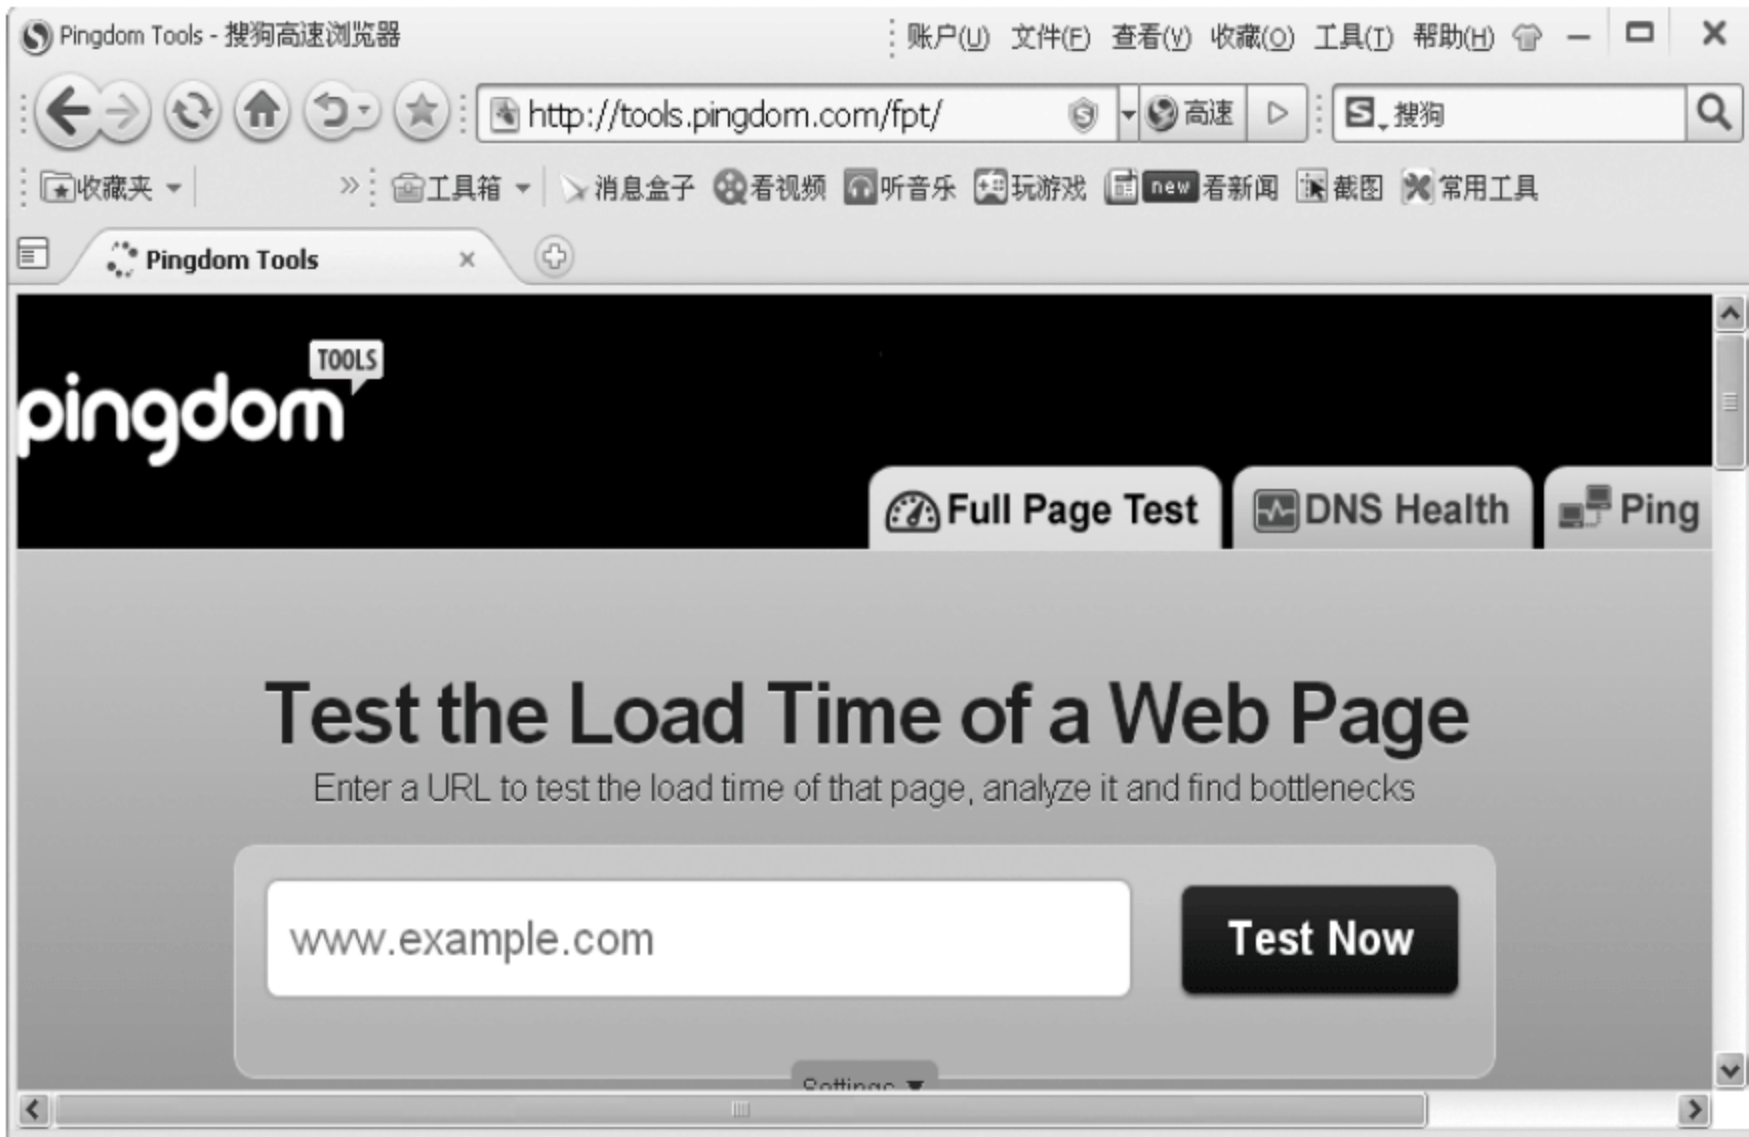 Pingdom Tools - 搜狗高速浏览器 账户(U) 文件(F) 查看(V) 收藏(O) 工具(T) 帮助(H)
http://tools.pingdom.com/fpt/ 高速 搜狗
收藏夹 工具箱 消息盒子 看视频 听音乐 玩游戏 new 看新闻 截图 常用工具
Pingdom Tools
TOOLS
pingdom
Full Page Test DNS Health Ping
Test the Load Time of a Web Page
Enter a URL to test the load time of that page, analyze it and find bottlenecks
www.example.com Test Now
Settings